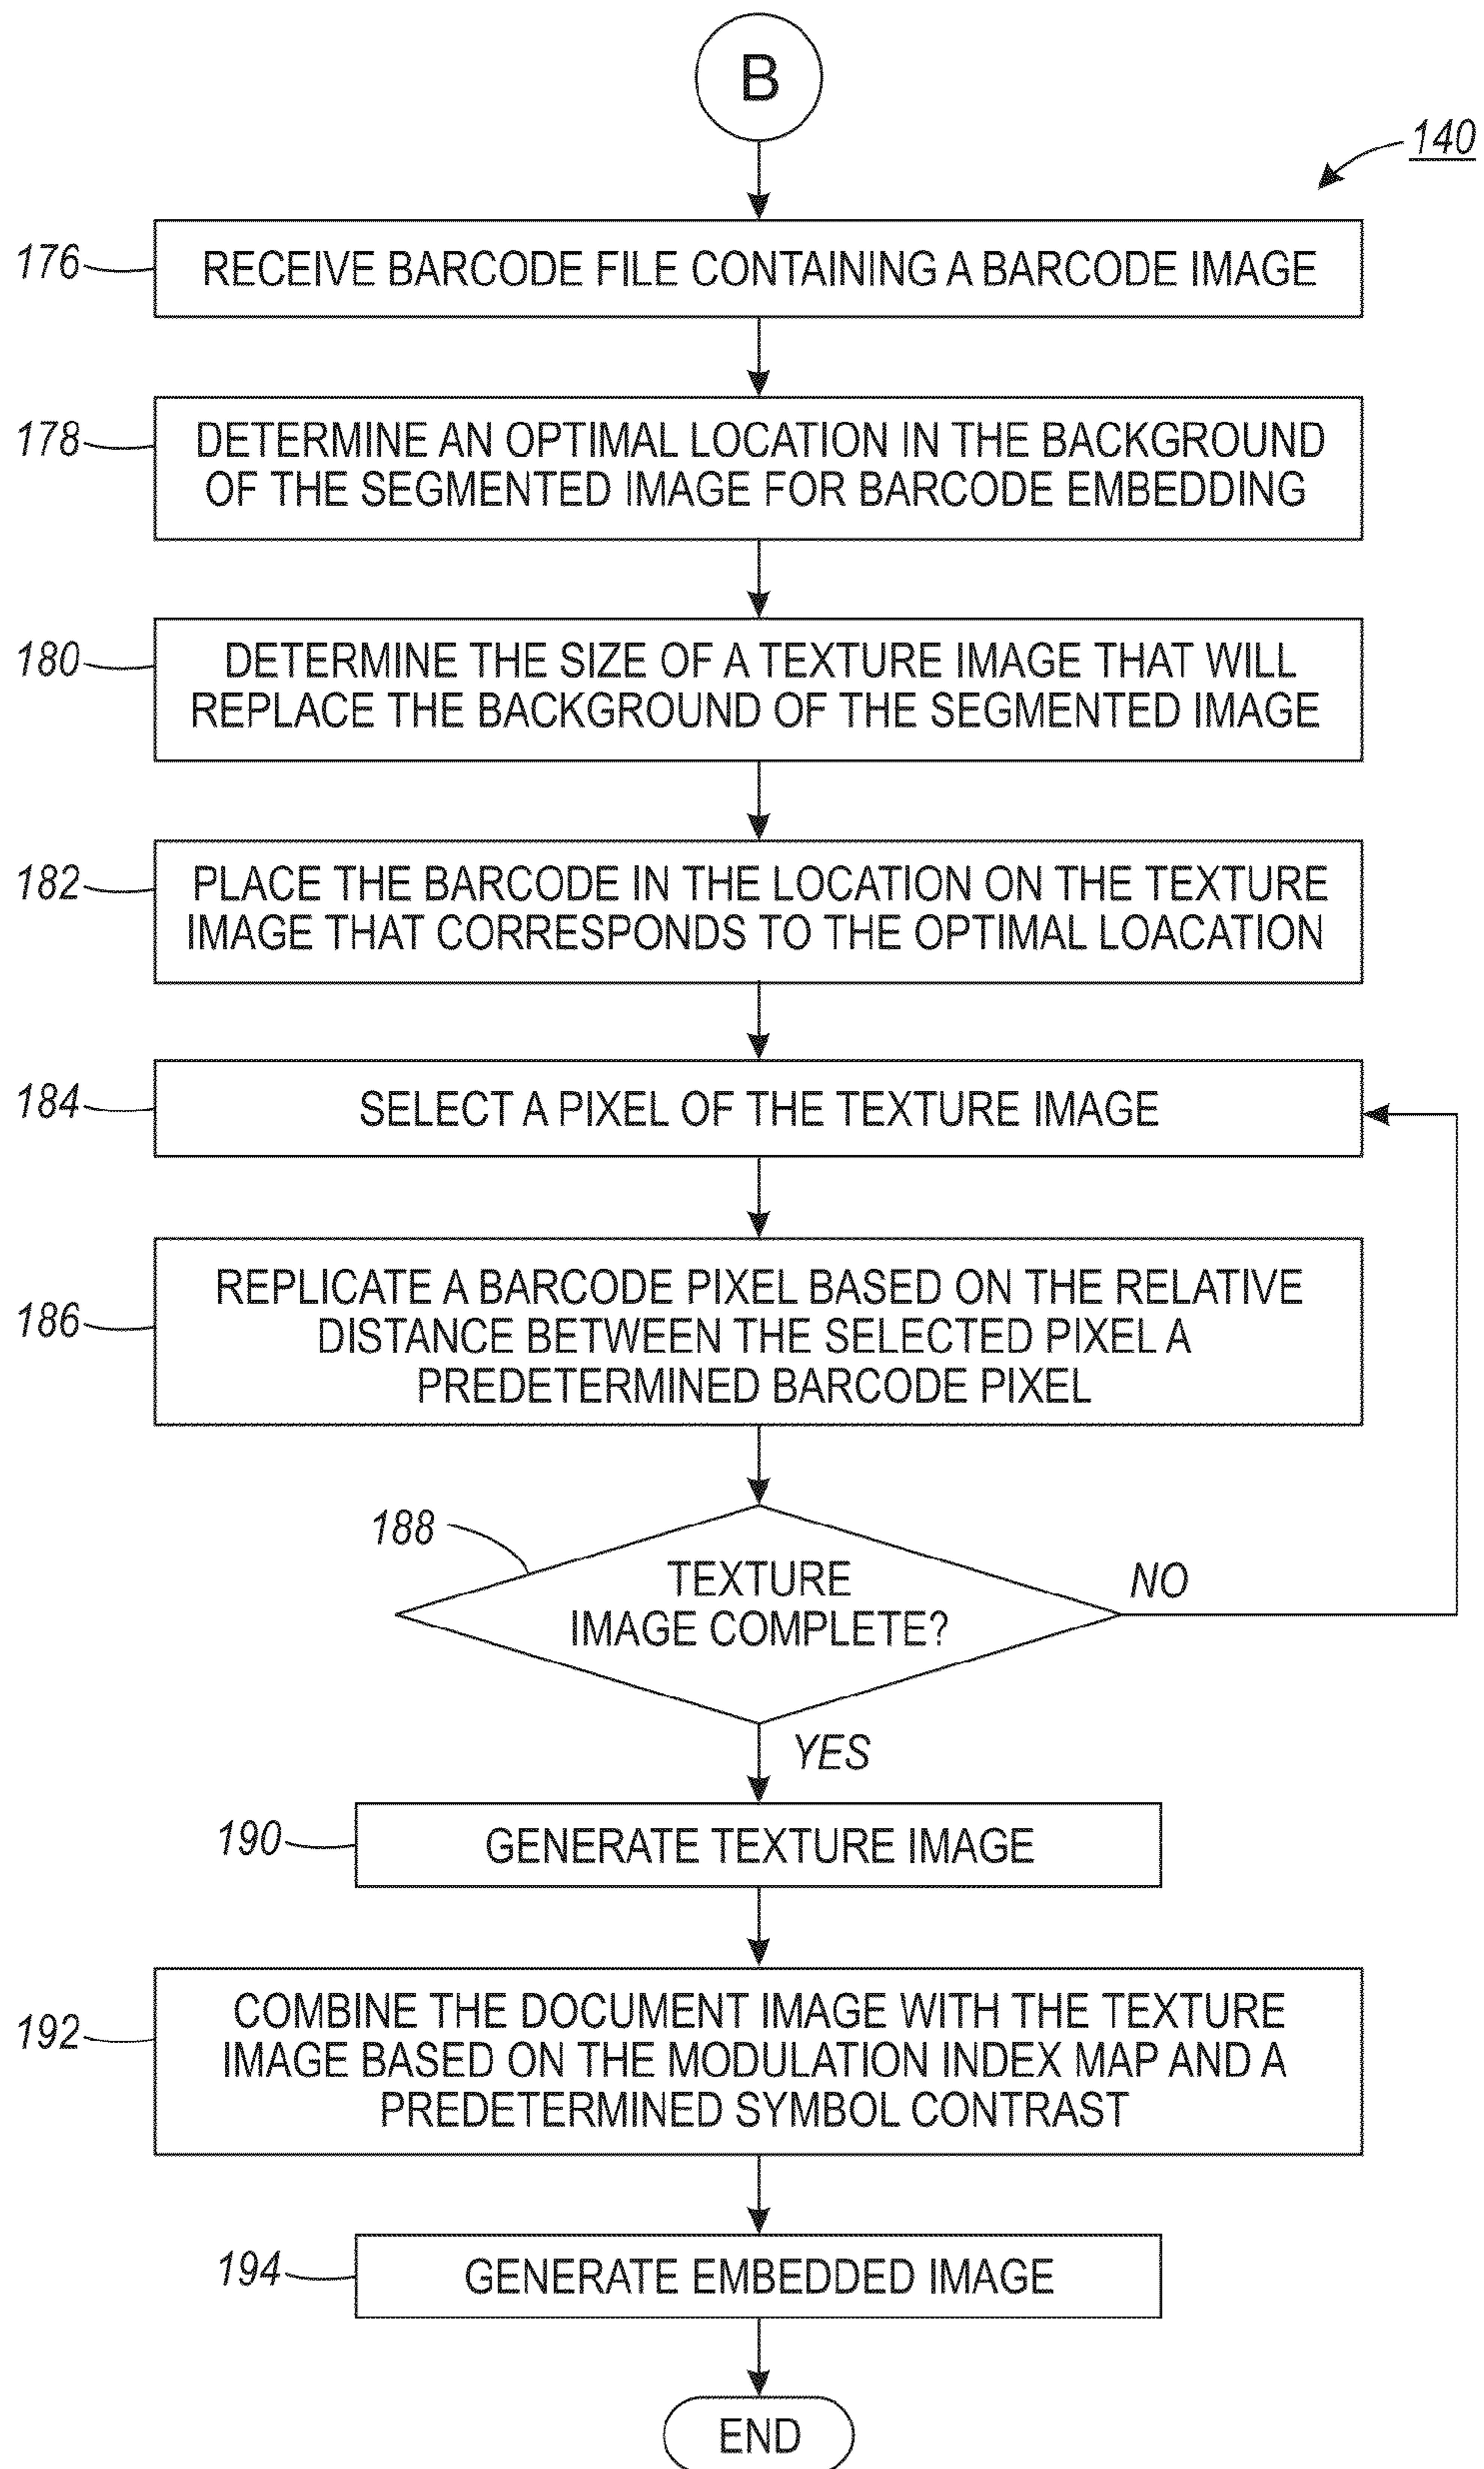 B
140
176
RECEIVE BARCODE FILE CONTAINING A BARCODE IMAGE
178
DETERMINE AN OPTIMAL LOCATION IN THE BACKGROUND
OF THE SEGMENTED IMAGE FOR BARCODE EMBEDDING
180
DETERMINE THE SIZE OF A TEXTURE IMAGE THAT WILL
REPLACE THE BACKGROUND OF THE SEGMENTED IMAGE
182
PLACE THE BARCODE IN THE LOCATION ON THE TEXTURE
IMAGE THAT CORRESPONDS TO THE OPTIMAL LOACATION
184
SELECT A PIXEL OF THE TEXTURE IMAGE
186
REPLICATE A BARCODE PIXEL BASED ON THE RELATIVE
DISTANCE BETWEEN THE SELECTED PIXEL A
PREDETERMINED BARCODE PIXEL
188
TEXTURE
IMAGE COMPLETE?
NO
YES
190
GENERATE TEXTURE IMAGE
192
COMBINE THE DOCUMENT IMAGE WITH THE TEXTURE
IMAGE BASED ON THE MODULATION INDEX MAP AND A
PREDETERMINED SYMBOL CONTRAST
194
GENERATE EMBEDDED IMAGE
END